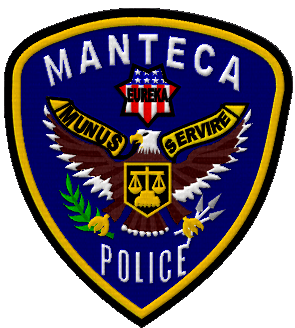 MANTECA
EUREKA
MUNUS SERVIRE
POLICE